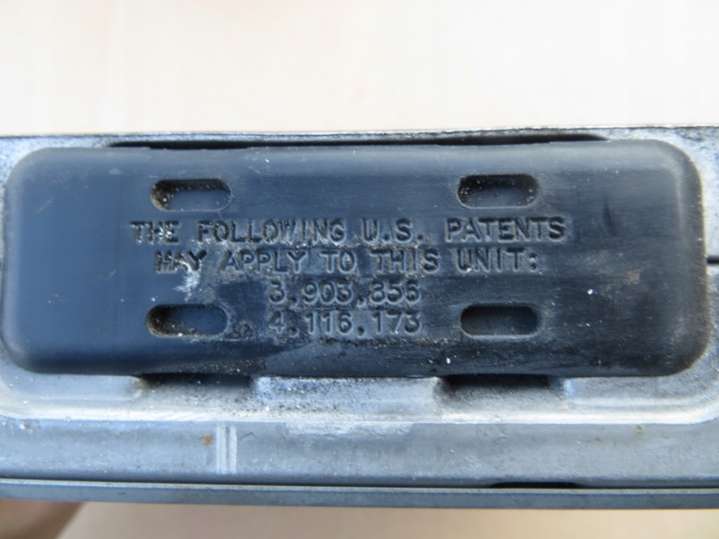 THE FOLLOWING U.S. PATENTS
MAY APPLY TO THIS UNIT:
3,903,856
4,116,173